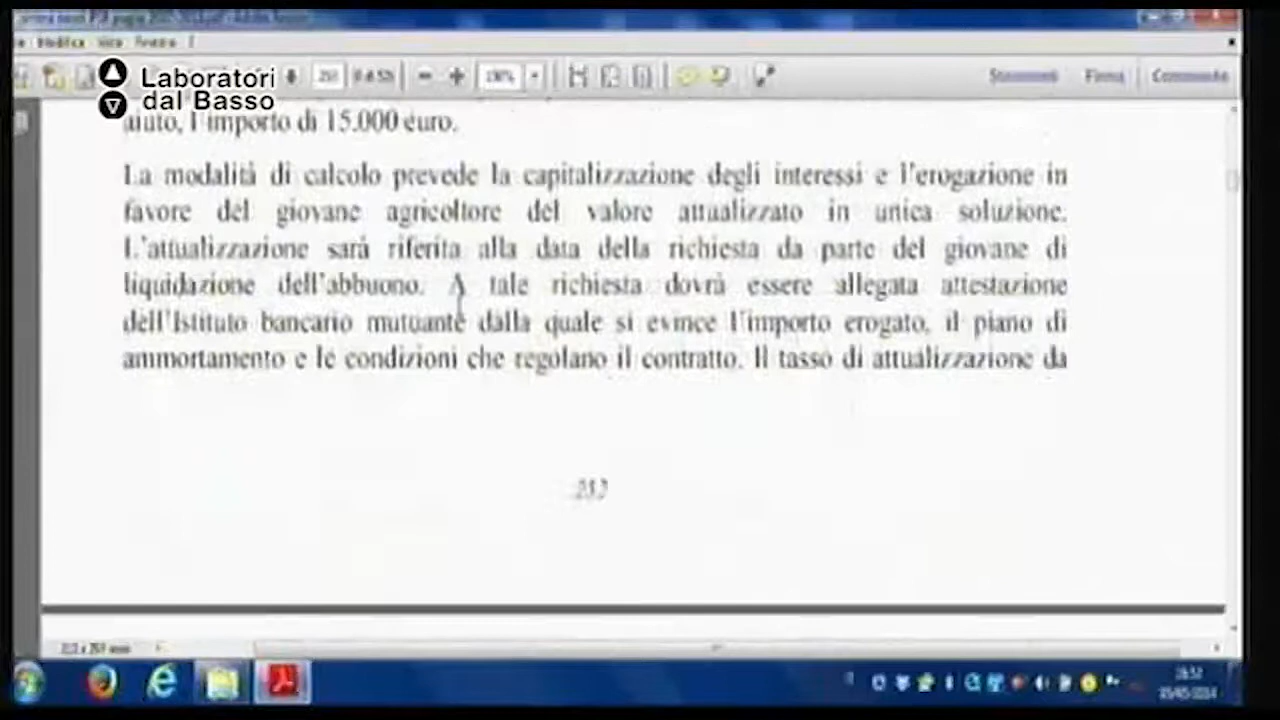 Modifica Vista Finestra
Laboratori
dal Basso
Strumenti Firma Commento
aiuto, l'importo di 15.000 euro.
La modalità di calcolo prevede la capitalizzazione degli interessi e l'erogazione in
favore del giovane agricoltore del valore attualizzato in unica soluzione.
L'attualizzazione sarà riferita alla data della richiesta da parte del giovane di
liquidazione dell'abbuono. A tale richiesta dovrà essere allegata attestazione
dell'Istituto bancario mutuante dalla quale si evince l'importo erogato, il piano di
ammortamento e le condizioni che regolano il contratto. Il tasso di attualizzazione da